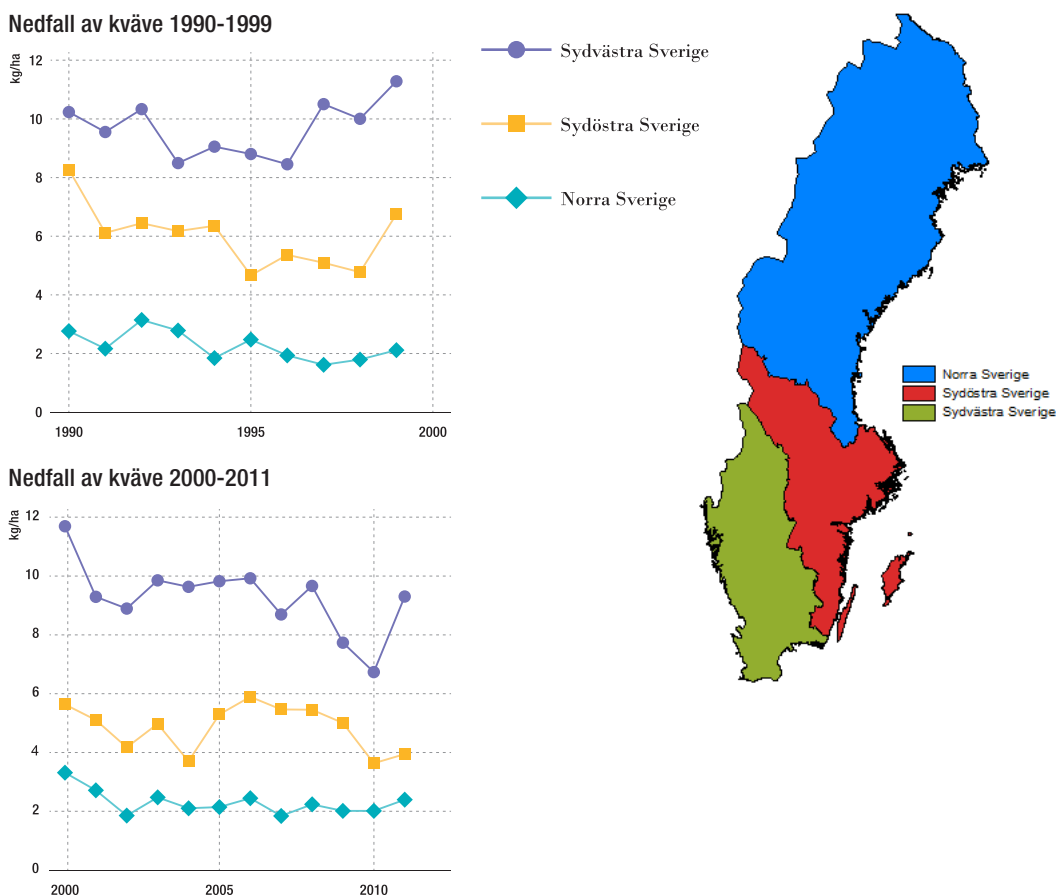 Nedfall av kväve 1990-1999
kg/ha
12
10
8
6
4
2
0
1990
1995
2000
Sydvästra Sverige
Sydöstra Sverige
Norra Sverige
Nedfall av kväve 2000-2011
kg/ha
12
10
8
6
4
2
0
2000
2005
2010
Norra Sverige
Sydöstra Sverige
Sydvästra Sverige